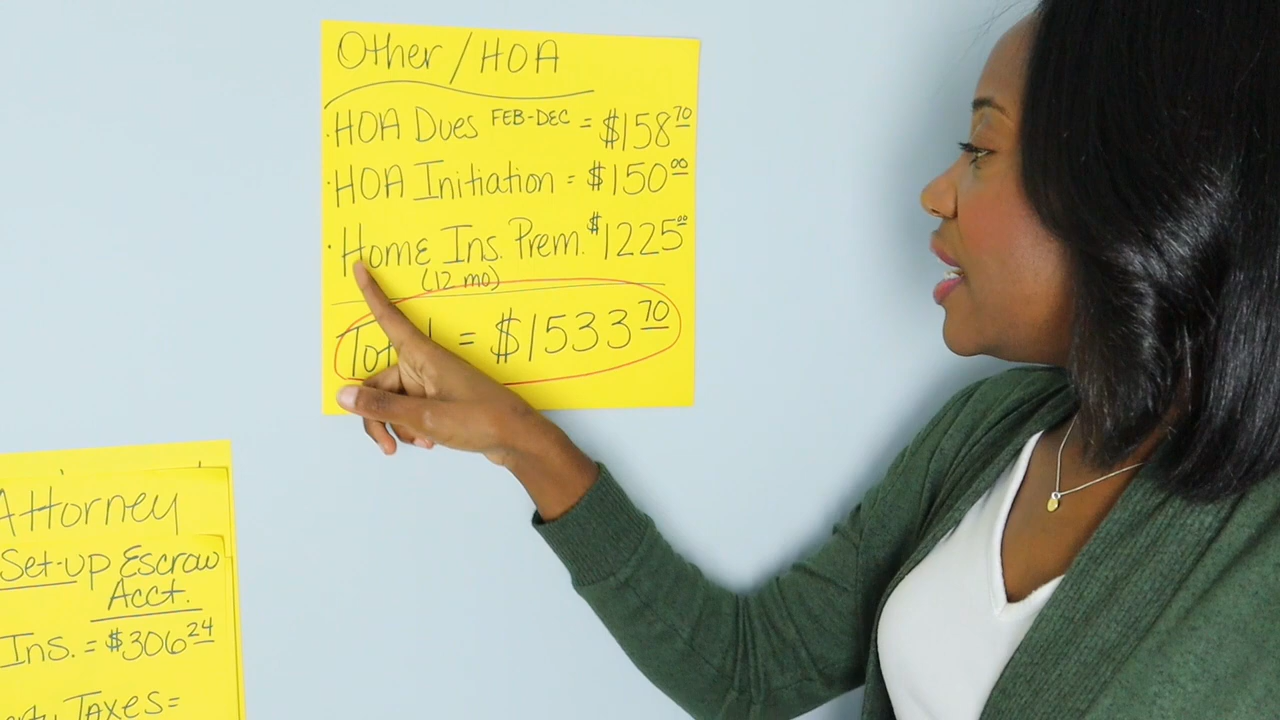 Other / HOA
· HOA Dues FEB-DEC = $158.70
· HOA Initiation = $150.00
· Home Ins. Prem. $1225.00
(12 mo)
Total = $1533.70
Attorney
Set-up Escrow
Acct.
Ins. = $306.24
Taxes =